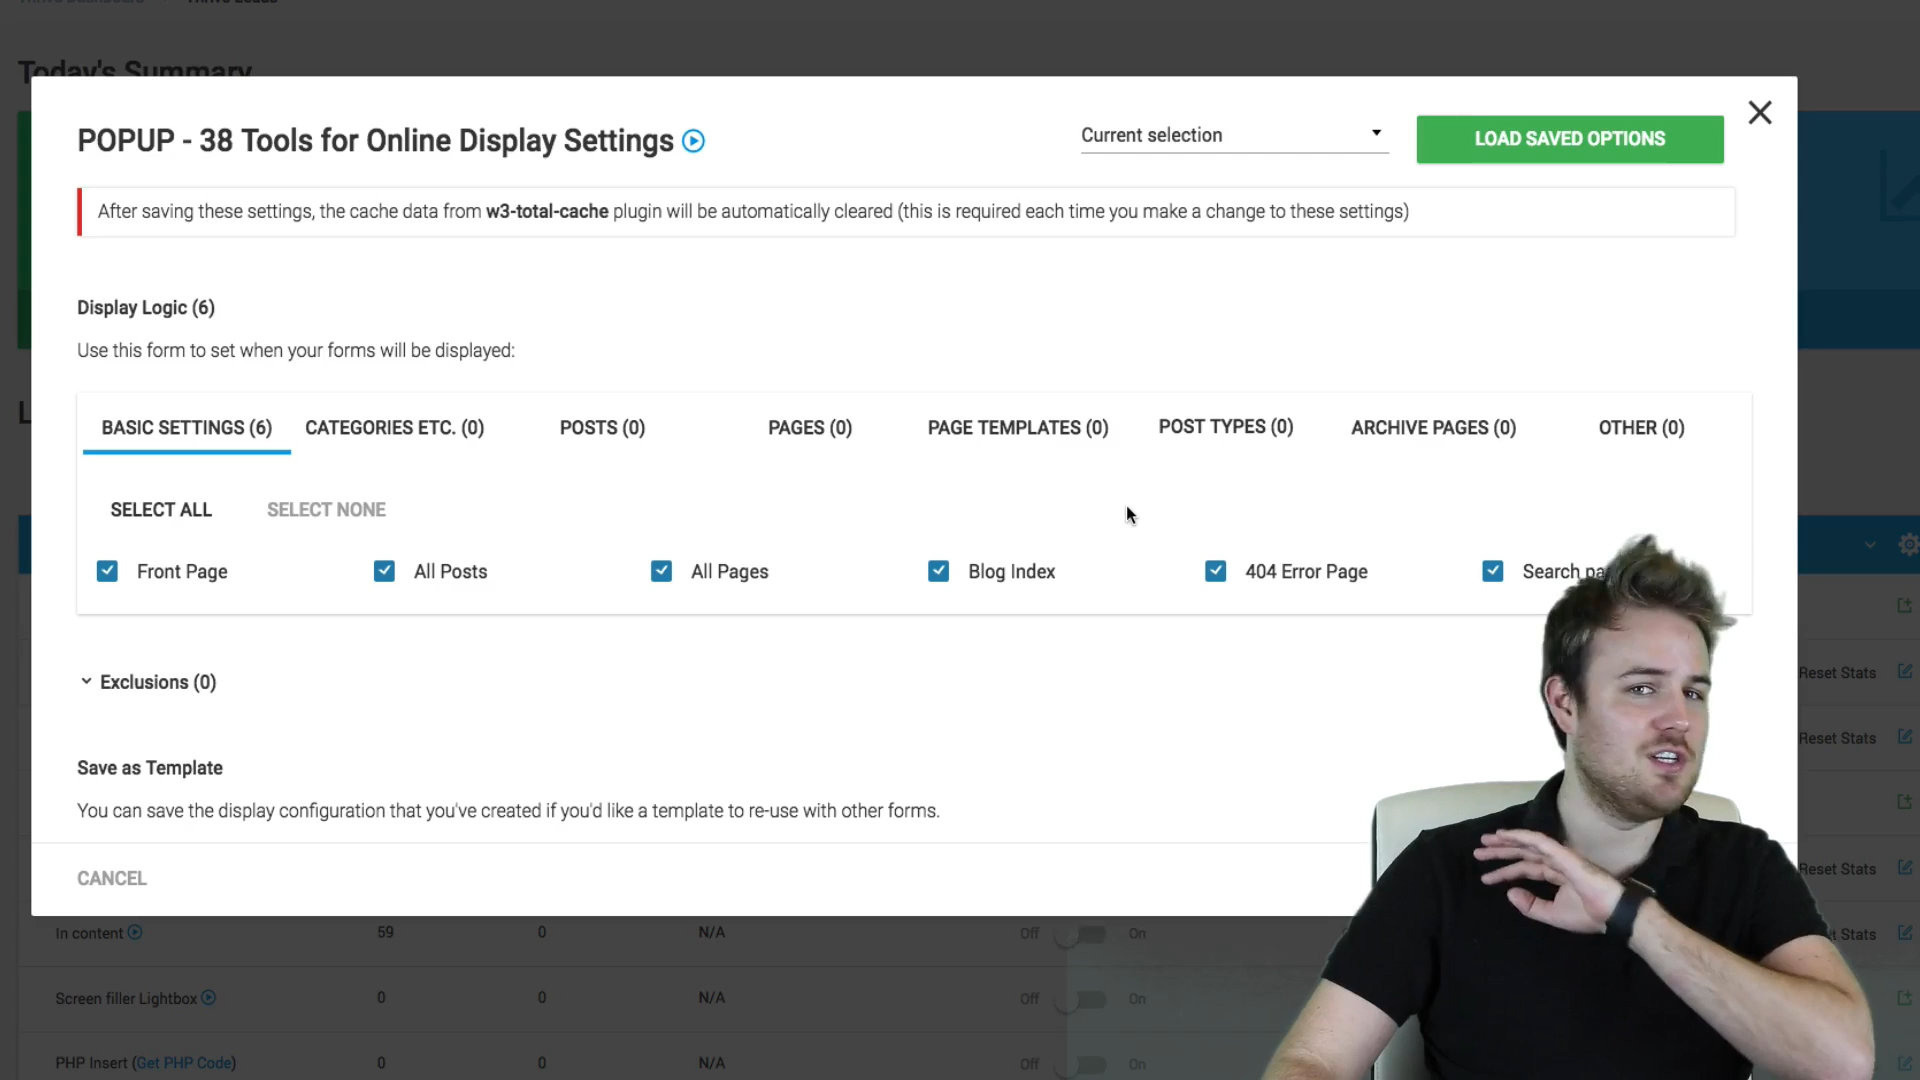 Today's Summary
POPUP - 38 Tools for Online Display Settings
Current selection
LOAD SAVED OPTIONS
After saving these settings, the cache data from w3-total-cache plugin will be automatically cleared (this is required each time you make a change to these settings)
Display Logic (6)
Use this form to set when your forms will be displayed:
BASIC SETTINGS (6) CATEGORIES ETC. (0) POSTS (0) PAGES (0) PAGE TEMPLATES (0) POST TYPES (0) ARCHIVE PAGES (0) OTHER (0)
SELECT ALL SELECT NONE
Front Page All Posts All Pages Blog Index 404 Error Page Search
Exclusions (0)
Reset Stats
Reset Stats
Save as Template
You can save the display configuration that you've created if you'd like a template to re-use with other forms.
Reset Stats
CANCEL
In content 59 0 N/A Off On Stats
Screen filler Lightbox 0 0 N/A Off On
PHP Insert (Get PHP Code) 0 0 N/A Off On